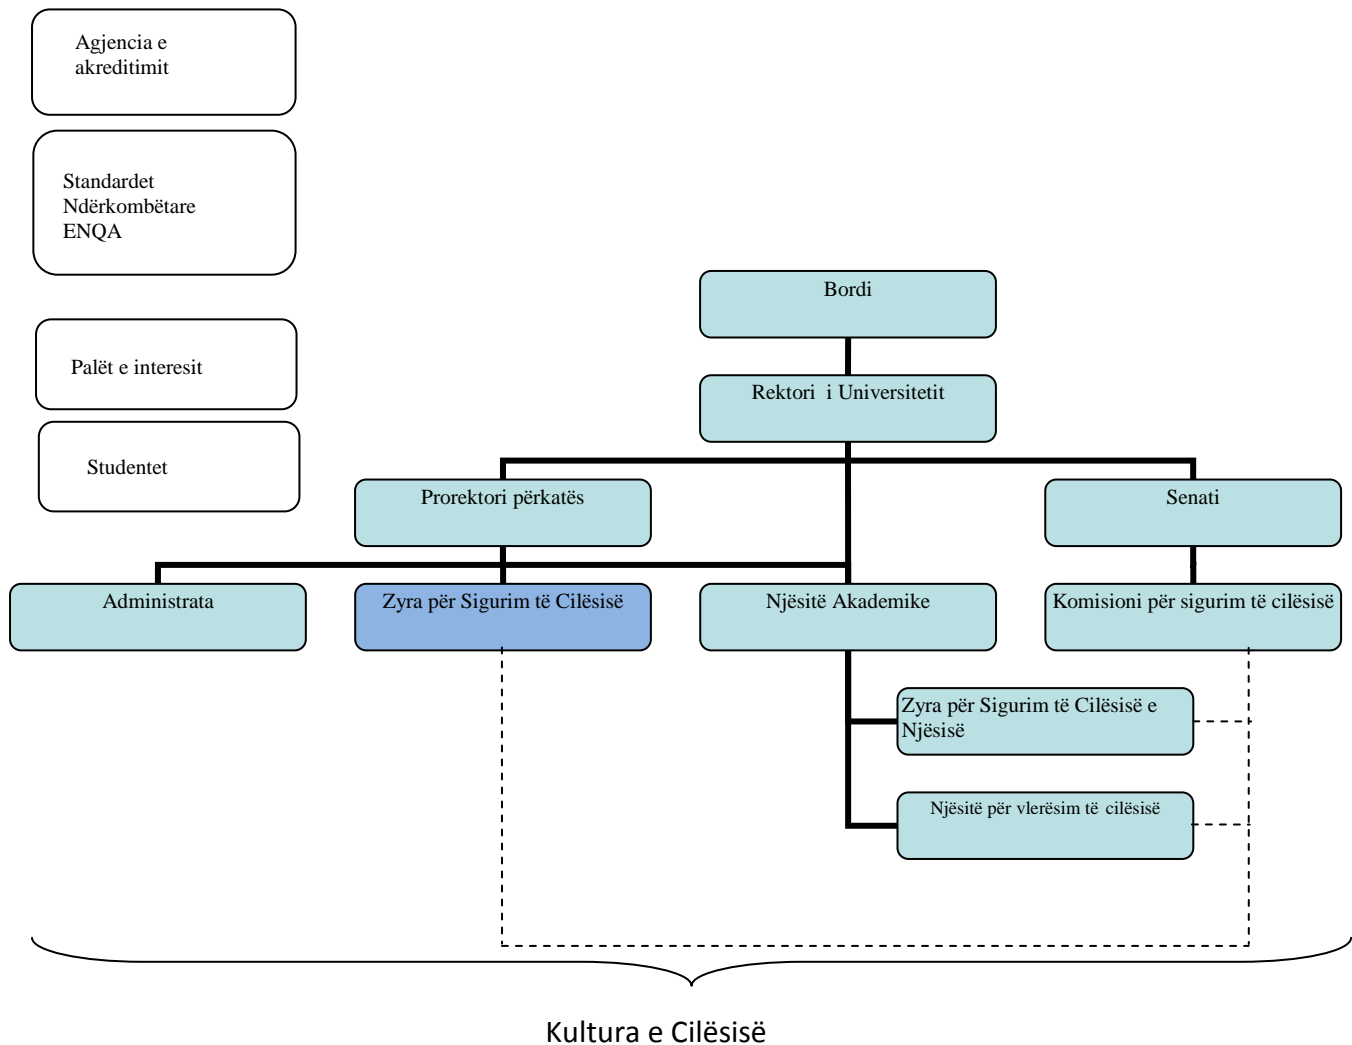 Agjencia e
akreditimit
Standardet
Ndërkombëtare
ENQA
Palët e interesit
Studentet
Bordi
Rektori i Universitetit
Prorektori përkatës
Senati
Administrata
Zyra për Sigurim të Cilësisë
Njësitë Akademike
Komisioni për sigurim të cilësisë
Zyra për Sigurim të Cilësisë e
Njësisë
Njësitë për vlerësim të cilësisë
Kultura e Cilësisë